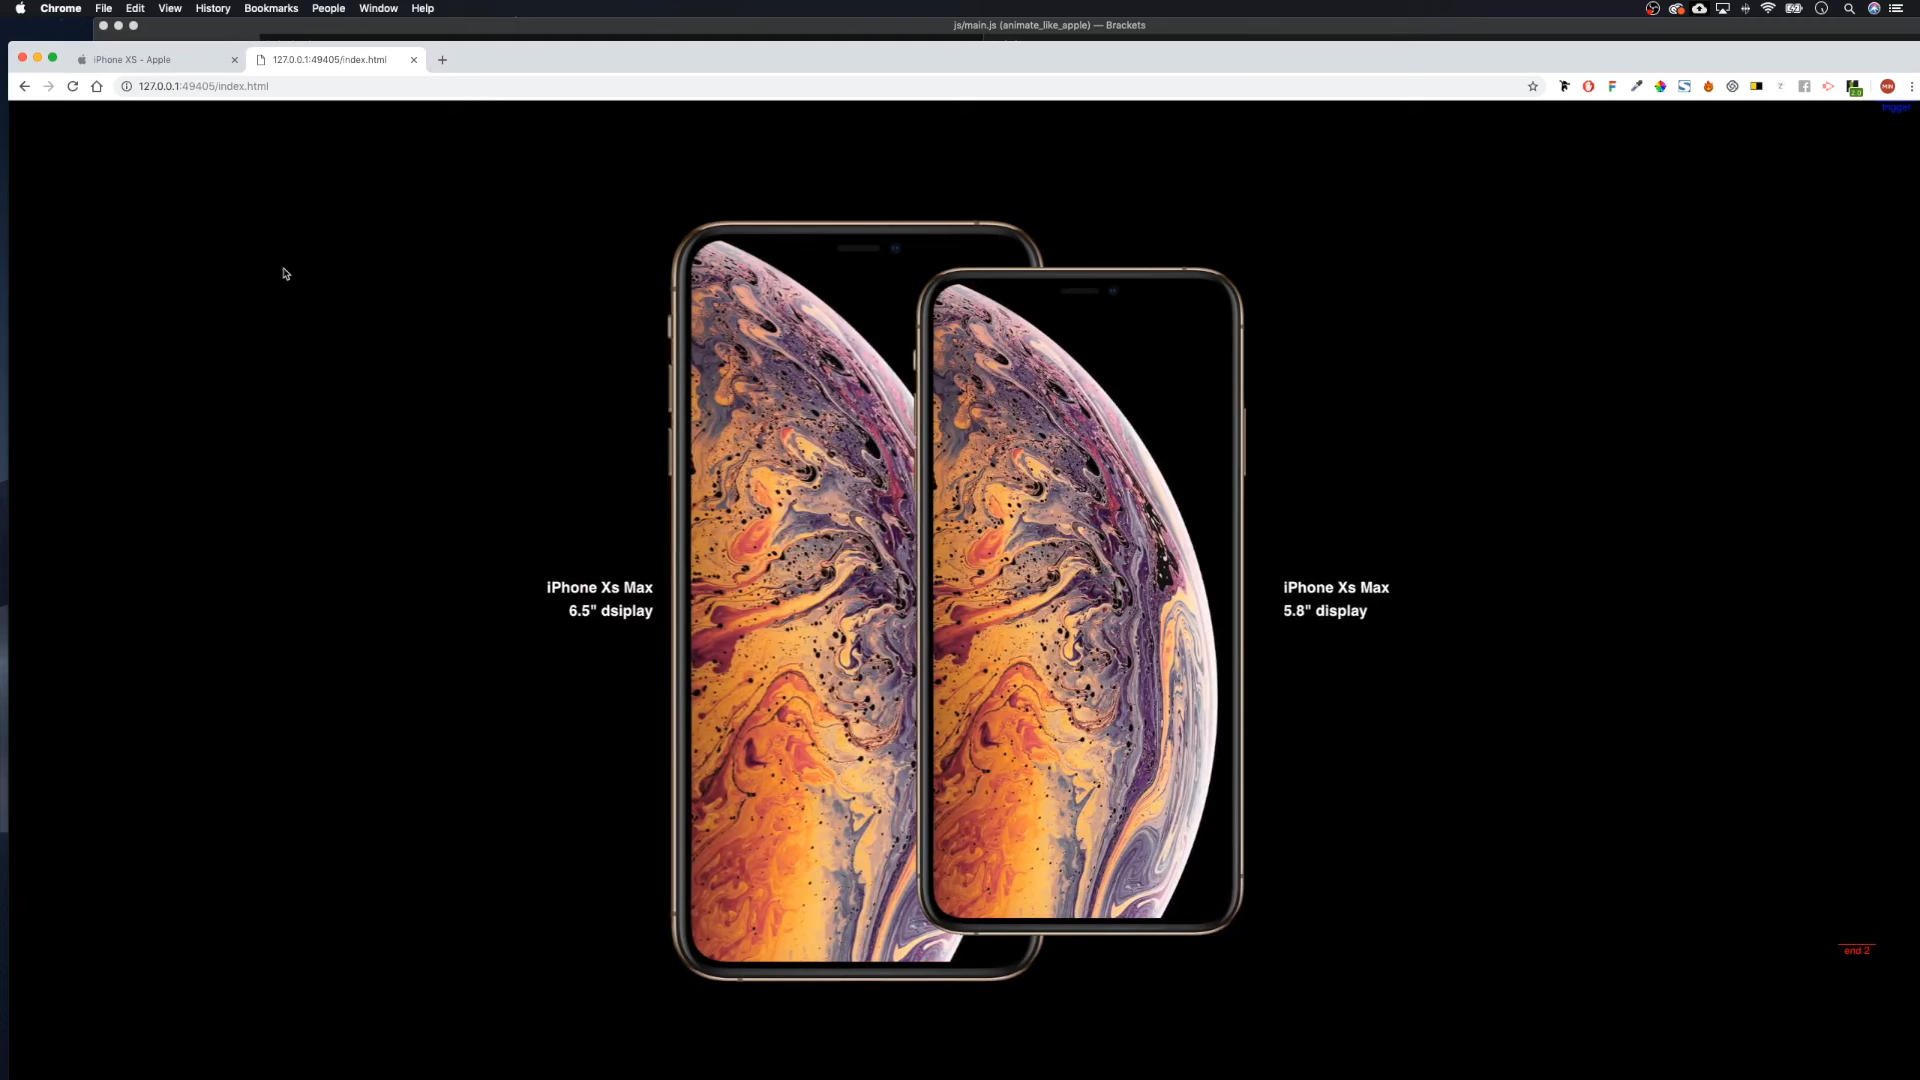 Chrome File Edit View History Bookmarks People Window Help
js/main.js (animate_like_apple) — Brackets
iPhone XS - Apple
127.0.0.1:49405/index.html
127.0.0.1:49405/index.html
trigger
iPhone Xs Max
6.5" dsiplay
iPhone Xs Max
5.8" display
end 2